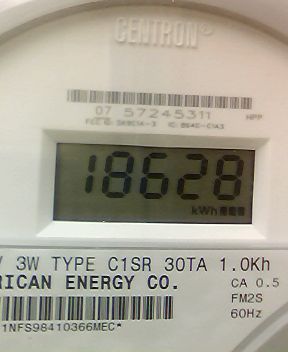 CENTRON®
07 57245311 HPP
18628
kWh
V 3W TYPE C1SR 30TA 1.0Kh
RICAN ENERGY CO. CA 0.5
FM2S
1NFS98410366MEC* 60Hz